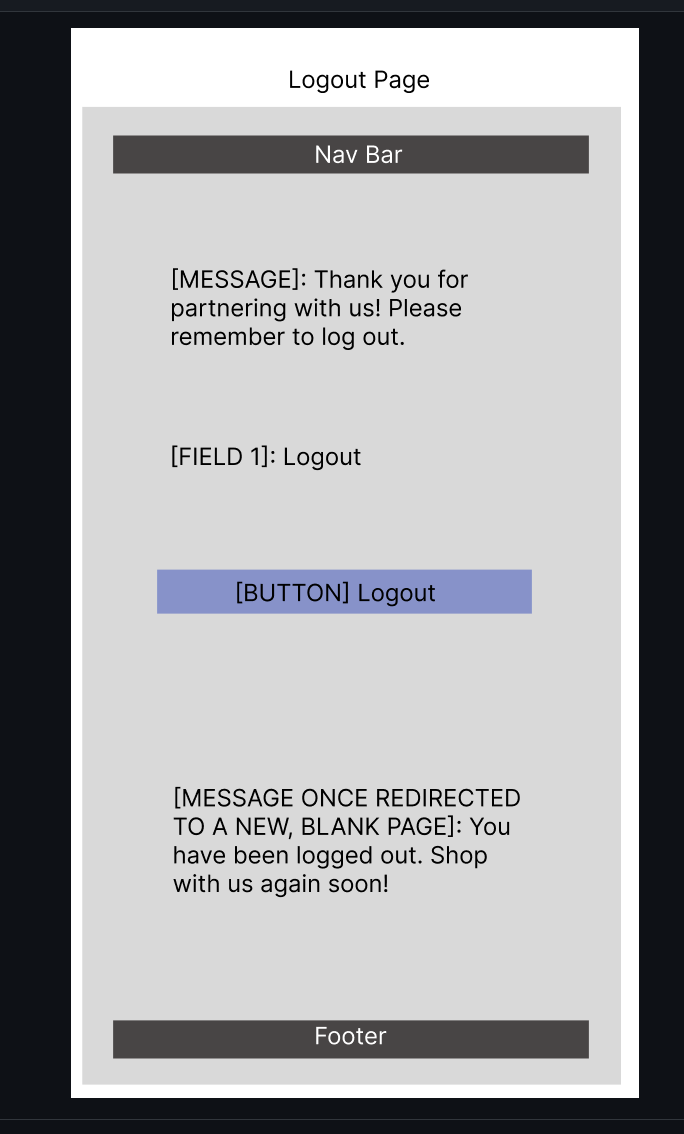 Logout Page
Nav Bar
[MESSAGE]: Thank you for
partnering with us! Please
remember to log out.
[FIELD 1]: Logout
[BUTTON] Logout
[MESSAGE ONCE REDIRECTED
TO A NEW, BLANK PAGE]: You
have been logged out. Shop
with us again soon!
Footer